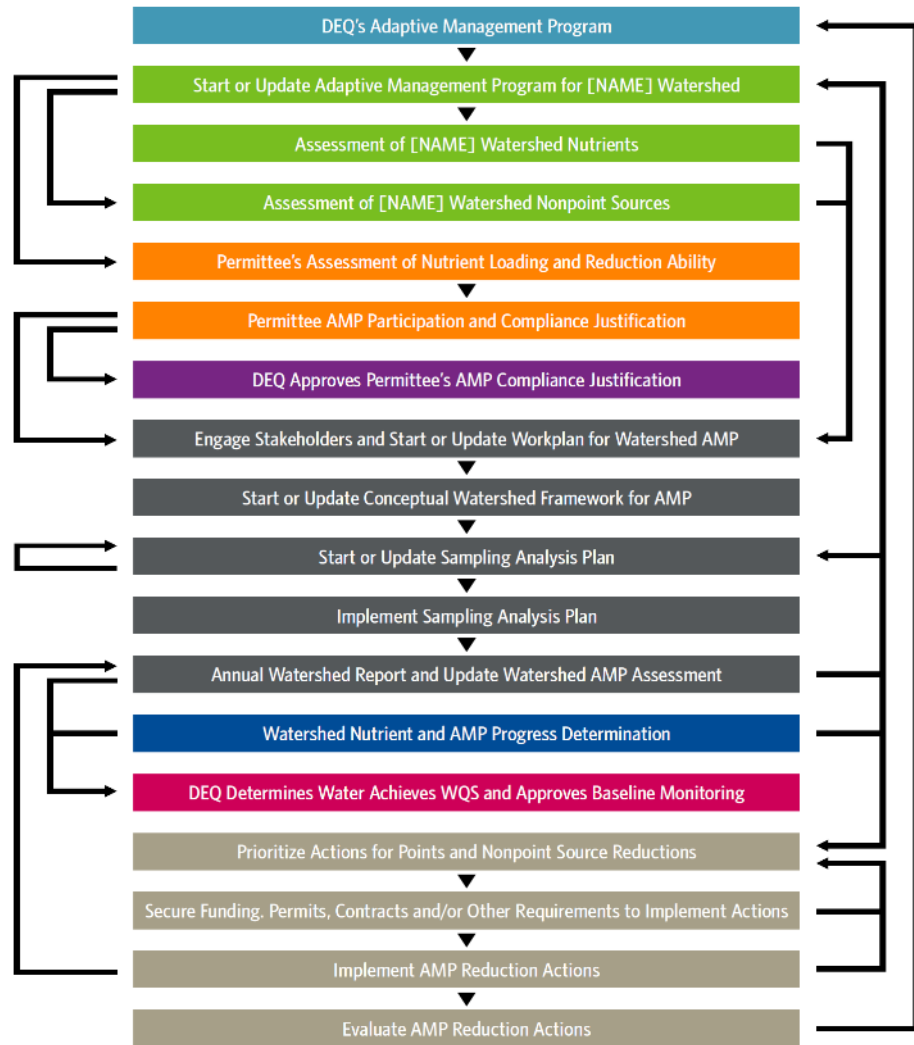 DEQ's Adaptive Management Program
Start or Update Adaptive Management Program for [NAME] Watershed
Assessment of [NAME] Watershed Nutrients
Assessment of [NAME] Watershed Nonpoint Sources
Permittee's Assessment of Nutrient Loading and Reduction Ability
Permittee AMP Participation and Compliance Justification
DEQ Approves Permittee's AMP Compliance Justification
Engage Stakeholders and Start or Update Workplan for Watershed AMP
Start or Update Conceptual Watershed Framework for AMP
Start or Update Sampling Analysis Plan
Implement Sampling Analysis Plan
Annual Watershed Report and Update Watershed AMP Assessment
Watershed Nutrient and AMP Progress Determination
DEQ Determines Water Achieves WQS and Approves Baseline Monitoring
Prioritize Actions for Points and Nonpoint Source Reductions
Secure Funding. Permits, Contracts and/or Other Requirements to Implement Actions
Implement AMP Reduction Actions
Evaluate AMP Reduction Actions